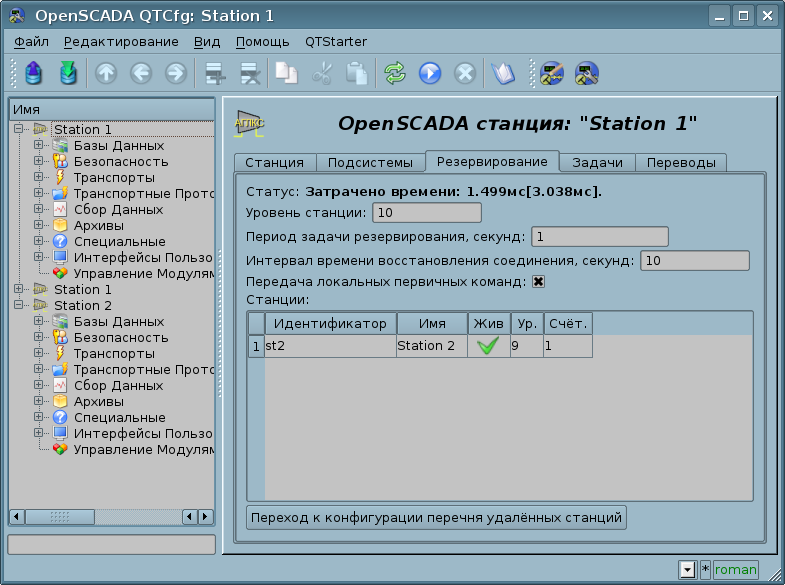 OpenSCADA QTCfg: Station 1
Файл Редактирование Вид Помощь QTStarter
Имя
Station 1
Базы Данных
Безопасность
Транспорты
Транспортные Прото
Сбор Данных
Архивы
Специальные
Интерфейсы Пользо
Управление Модулям
Station 1
Station 2
Базы Данных
Безопасность
Транспорты
Транспортные Прото
Сбор Данных
Архивы
Специальные
Интерфейсы Пользо
Управление Модулям
АГЛКС
OpenSCADA станция: "Station 1"
Станция Подсистемы Резервирование Задачи Переводы
Статус: Затрачено времени: 1.499мс[3.038мс].
Уровень станции: 10
Период задачи резервирования, секунд: 1
Интервал времени восстановления соединения, секунд: 10
Передача локальных первичных команд:
Станции:
Идентификатор Имя Жив Ур. Счёт.
1 st2 Station 2 9 1
Переход к конфигурации перечня удалённых станций
* roman